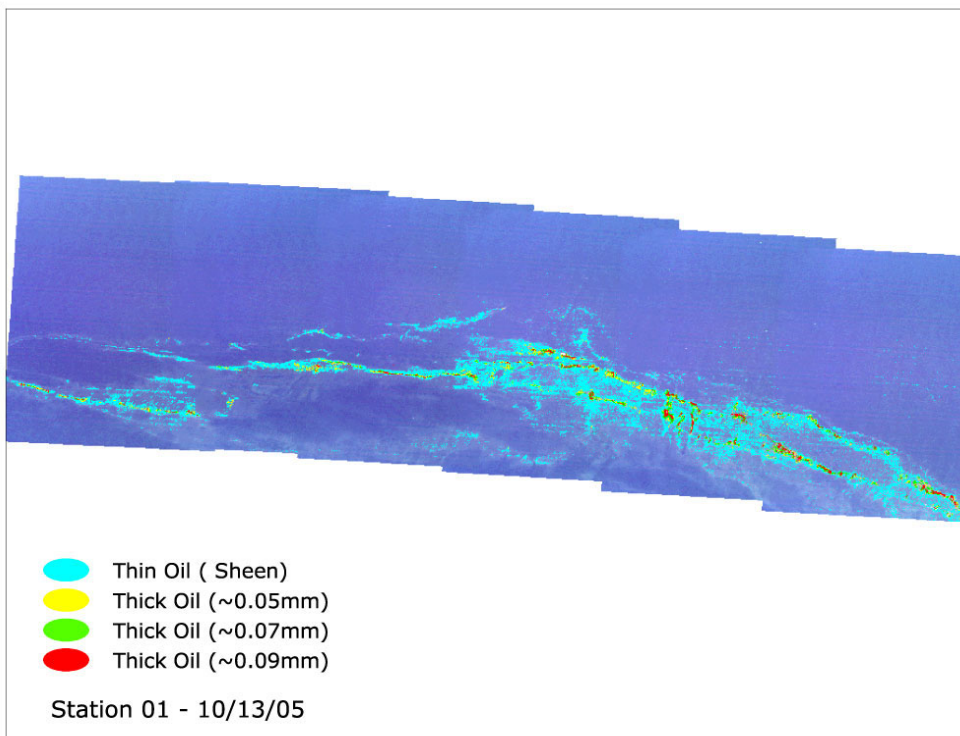 Thin Oil ( Sheen)
Thick Oil (~0.05mm)
Thick Oil (~0.07mm)
Thick Oil (~0.09mm)
Station 01 - 10/13/05